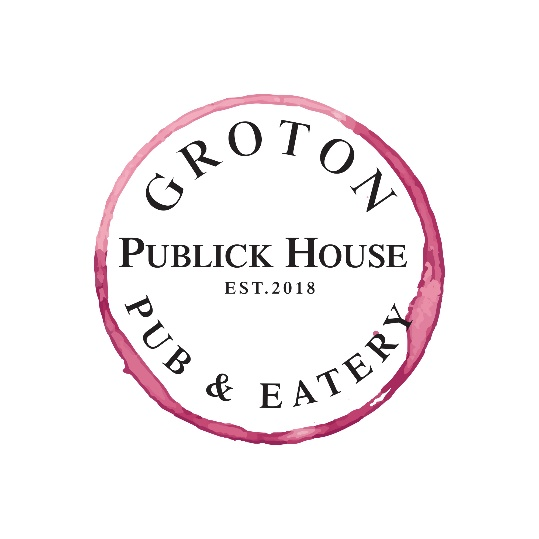 GROTON
PUBLICK HOUSE
EST.2018
PUB & EATERY